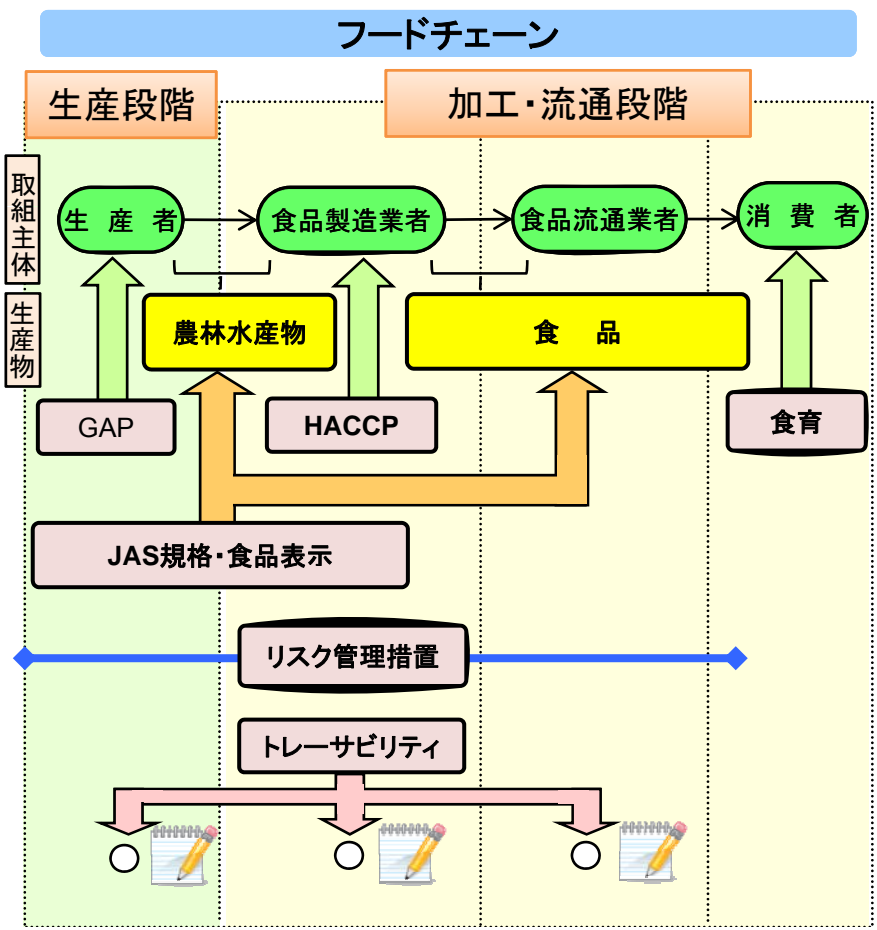 フードチェーン
生産段階
加工・流通段階
取組主体
生産者
食品製造業者
食品流通業者
消費者
生産物
農林水産物
食品
GAP
HACCP
食育
JAS規格・食品表示
リスク管理措置
トレーサビリティ